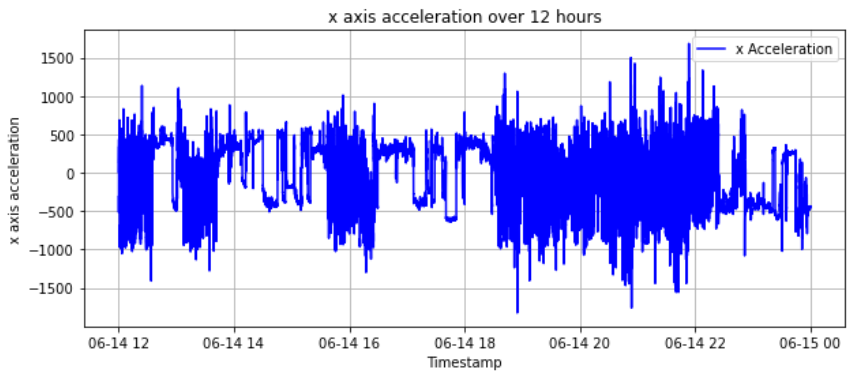 x axis acceleration over 12 hours
x Acceleration
1500
1000
500
0
−500
−1000
−1500
x axis acceleration
06-14 12 06-14 14 06-14 16 06-14 18 06-14 20 06-14 22 06-15 00
Timestamp